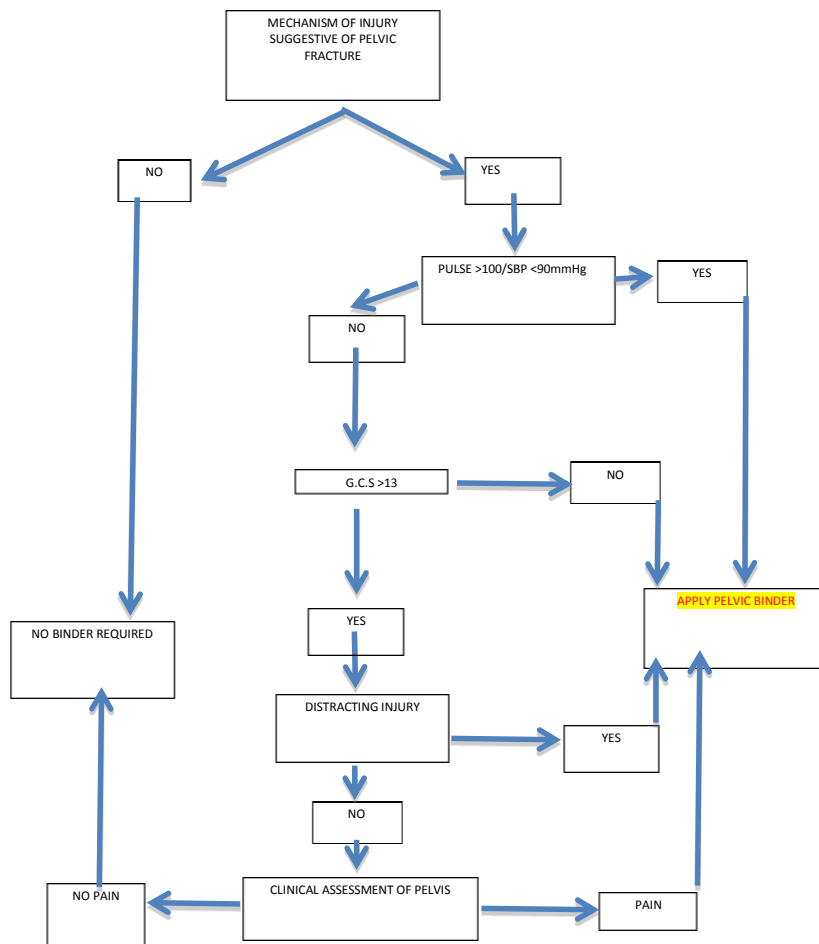 MECHANISM OF INJURY
SUGGESTIVE OF PELVIC
FRACTURE
NO
YES
PULSE >100/SBP <90mmHg
YES
NO
G.C.S >13
NO
APPLY PELVIC BINDER
YES
NO BINDER REQUIRED
DISTRACTING INJURY
YES
NO
CLINICAL ASSESSMENT OF PELVIS
NO PAIN
PAIN